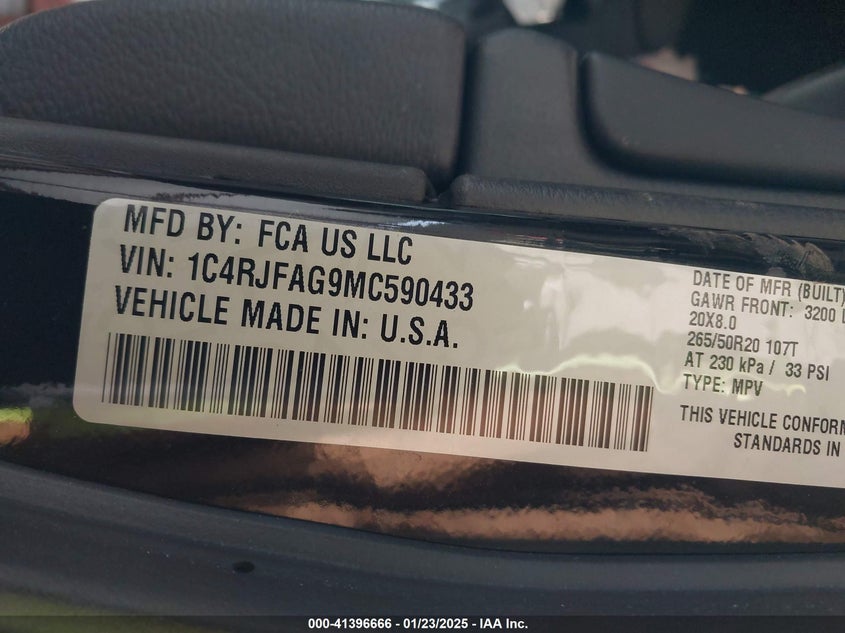 MFD BY: FCA US LLC
VIN: 1C4RJFAG9MC590433
VEHICLE MADE IN: U.S.A.
DATE OF MFR (BUILT)
GAWR FRONT: 3200
20X8.0
265/50R20 107T
AT 230 kPa / 33 PSI
TYPE: MPV
THIS VEHICLE CONFORM
STANDARDS IN
000-41396666 - 01/23/2025 - IAA Inc.